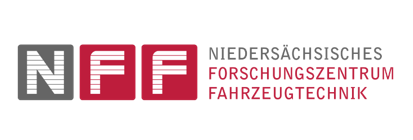 NFF
NIEDERSÄCHSISCHES
FORSCHUNGSZENTRUM
FAHRZEUGTECHNIK